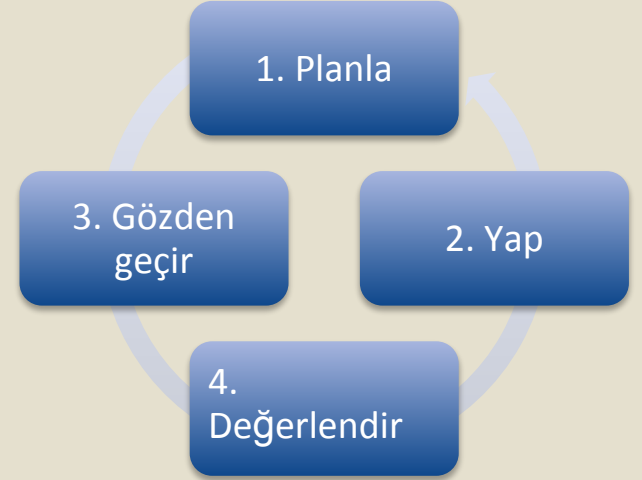 1. Planla
2. Yap
3. Gözden
geçir
4.
Değerlendir